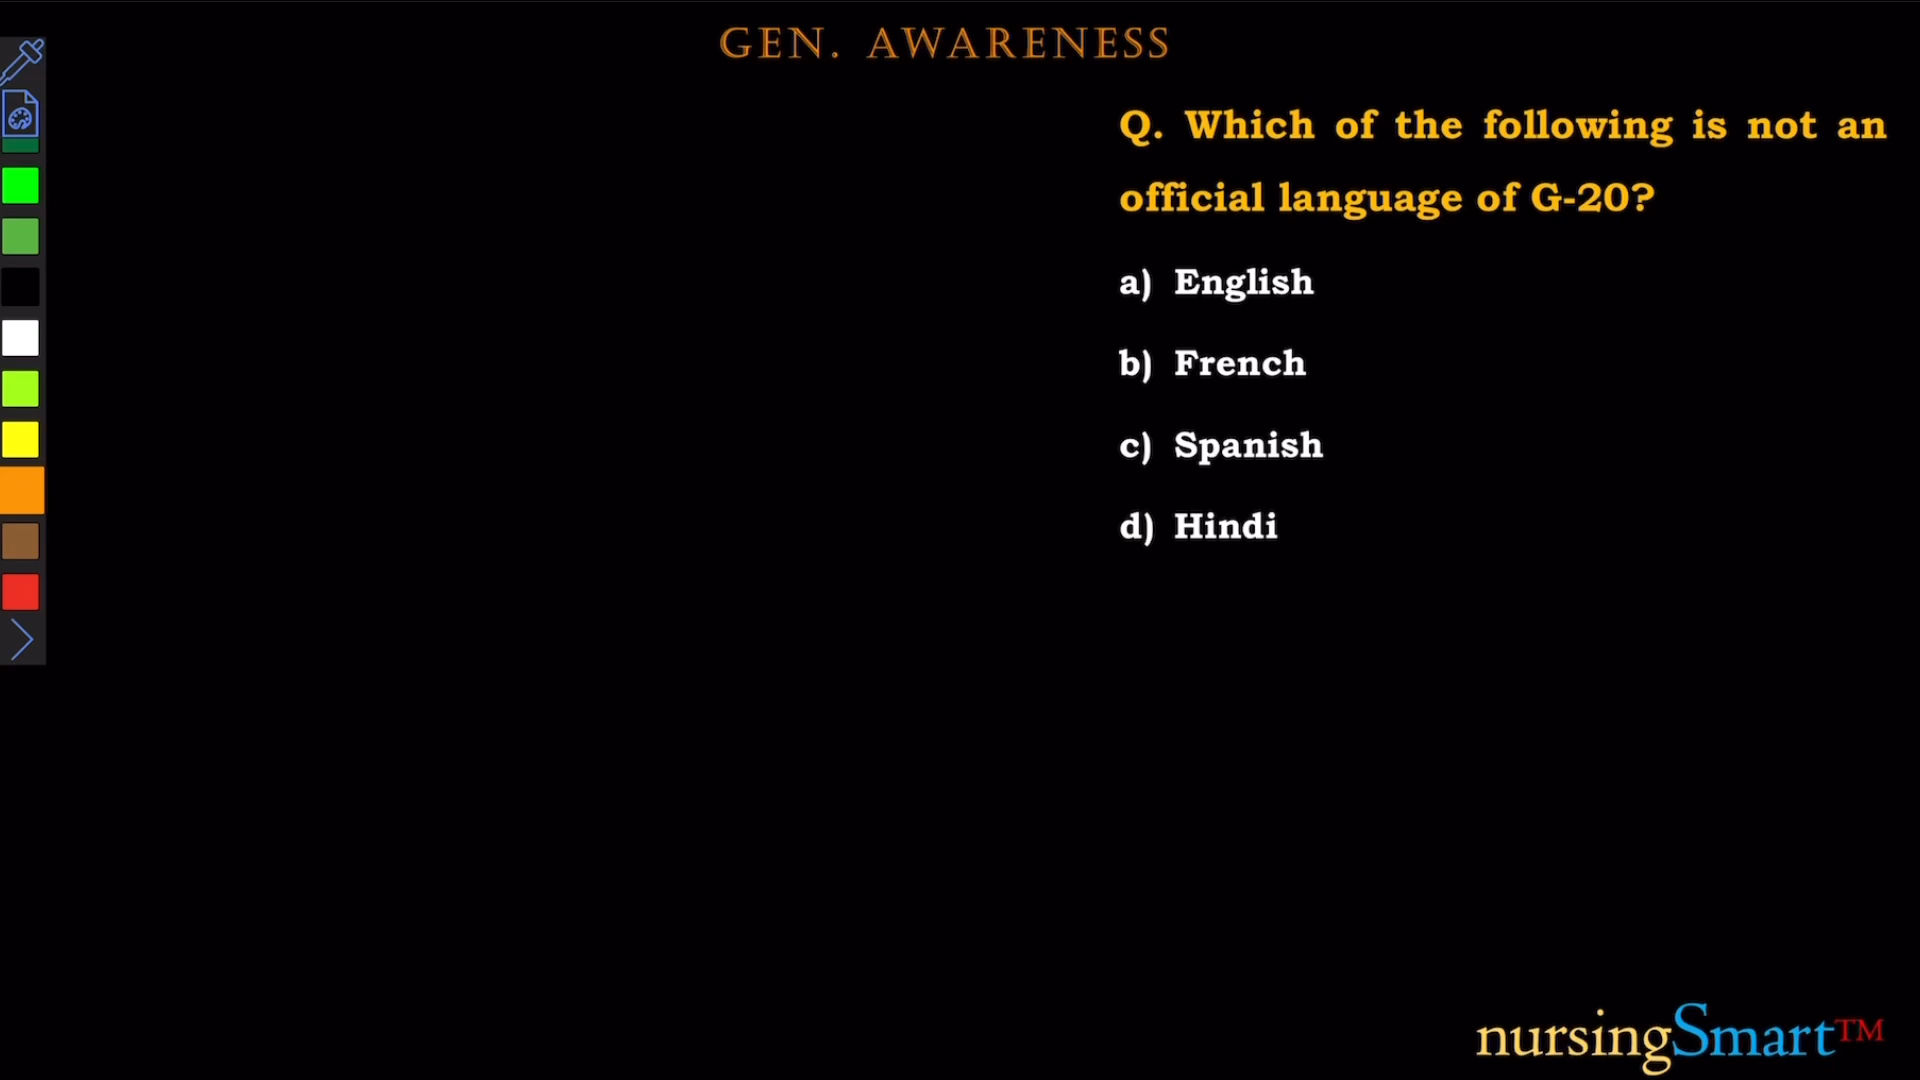 GEN. AWARENESS
Q. Which of the following is not an
official language of G-20?
a) English
b) French
c) Spanish
d) Hindi
nursingSmart™